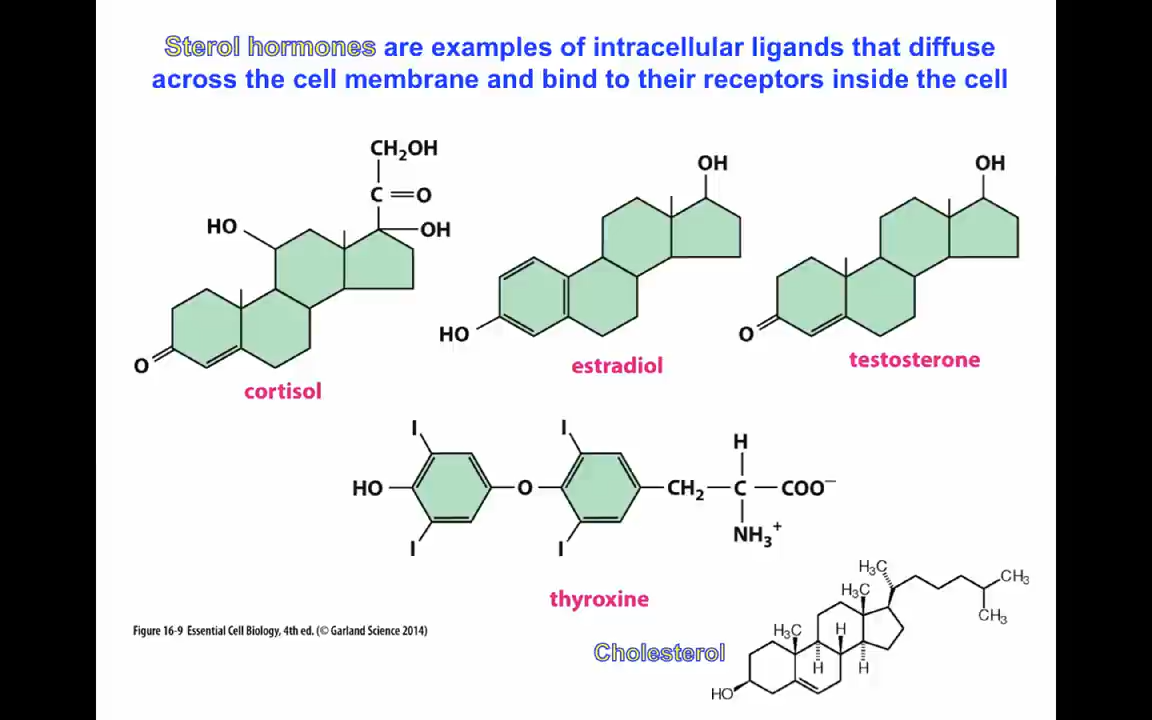 Sterol hormones are examples of intracellular ligands that diffuse
across the cell membrane and bind to their receptors inside the cell
CH₂OH
C=O
HO
OH
O
cortisol
OH
HO
estradiol
OH
O
testosterone
I
I
H
HO
O
CH₂
C
COO⁻
I
I
NH₃⁺
thyroxine
Figure 16-9 Essential Cell Biology, 4th ed. (© Garland Science 2014)
Cholesterol
H₃C
CH₃
H₃C
CH₃
H₃C
H
H
H
HO